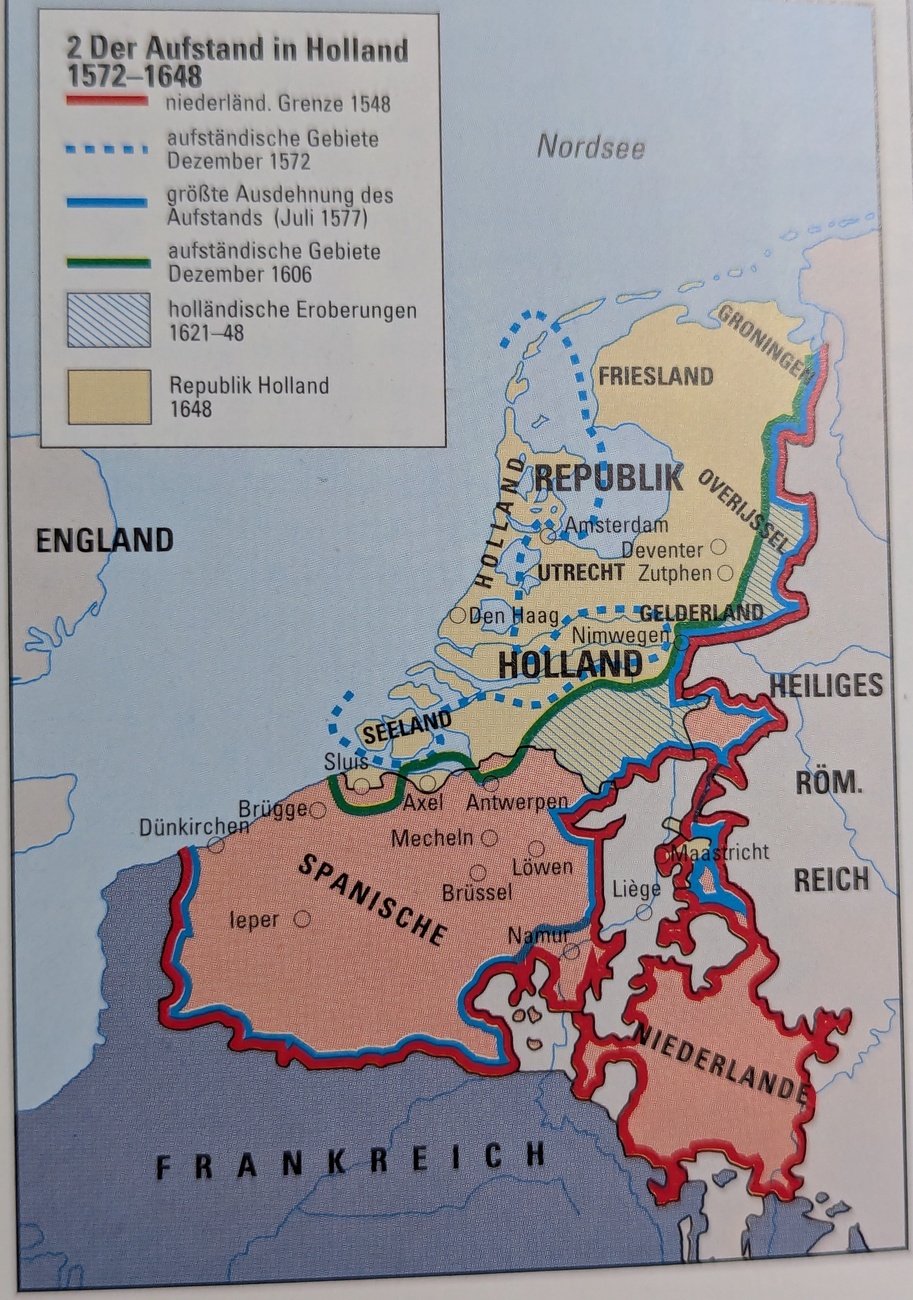 2 Der Aufstand in Holland
1572–1648
niederländ. Grenze 1548
aufständische Gebiete
Dezember 1572
größte Ausdehnung des
Aufstands (Juli 1577)
aufständische Gebiete
Dezember 1606
holländische Eroberungen
1621–48
Republik Holland
1648
Nordsee
GRONINGEN
FRIESLAND
HOLLAND
REPUBLIK
OVERIJSSEL
ENGLAND
Amsterdam
Deventer
UTRECHT
Zutphen
Den Haag
GELDERLAND
Nimwegen
HOLLAND
HEILIGES
SEELAND
Sluis
RÖM.
Brügge
Axel
Antwerpen
Dünkirchen
Mecheln
Maastricht
Löwen
REICH
SPANISCHE
Brüssel
Liège
Ieper
Namur
NIEDERLANDE
FRANKREICH